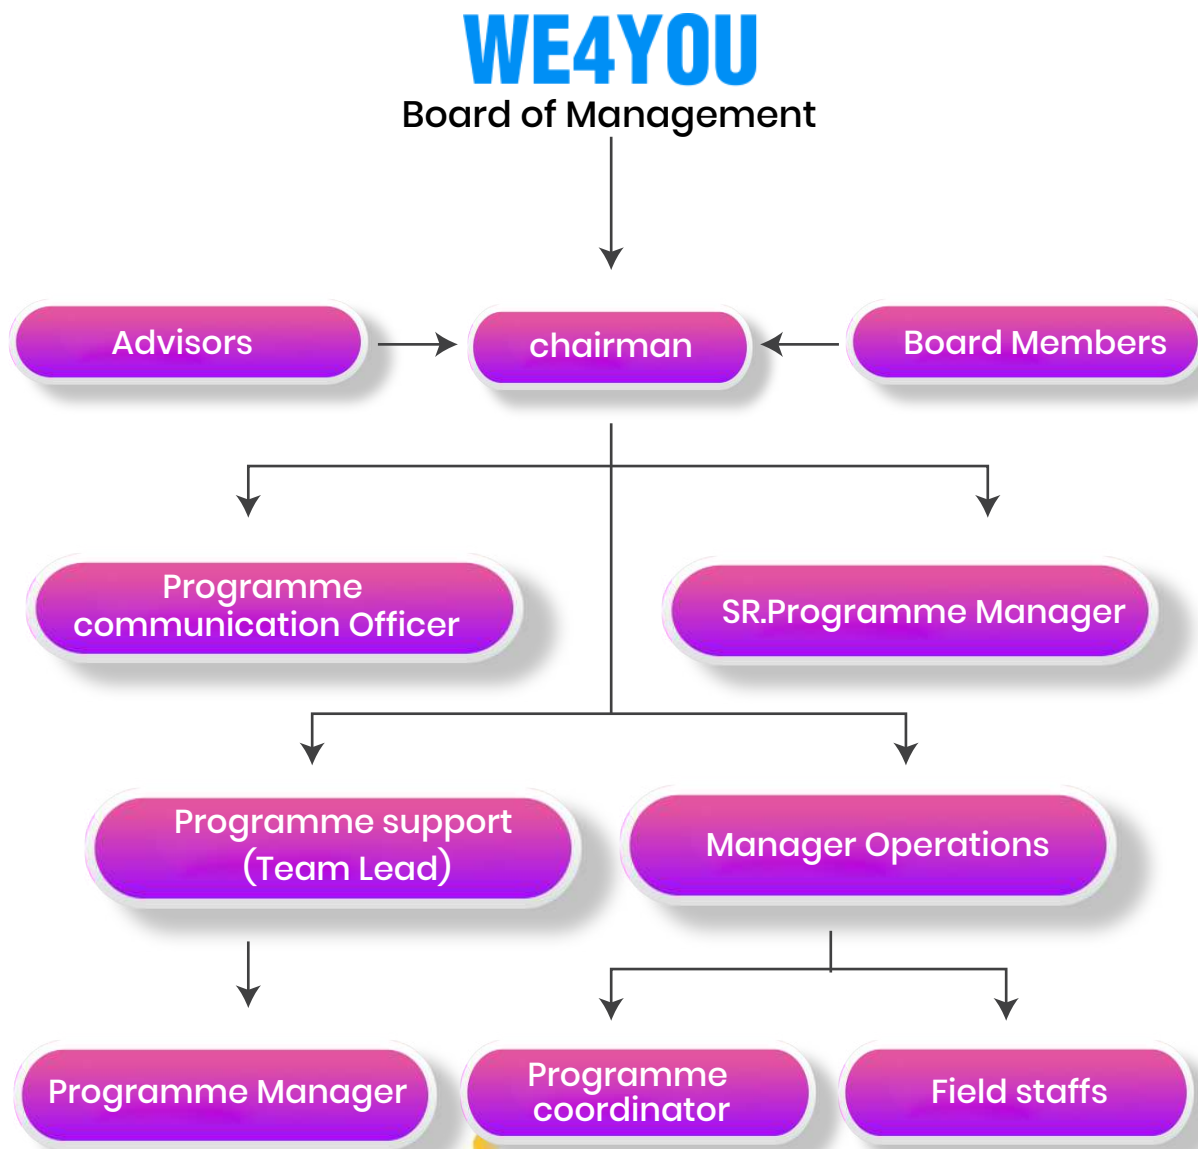 WE4YOU
Board of Management
Advisors
chairman
Board Members
Programme
communication Officer
SR.Programme Manager
Programme support
(Team Lead)
Manager Operations
Programme Manager
Programme
coordinator
Field staffs